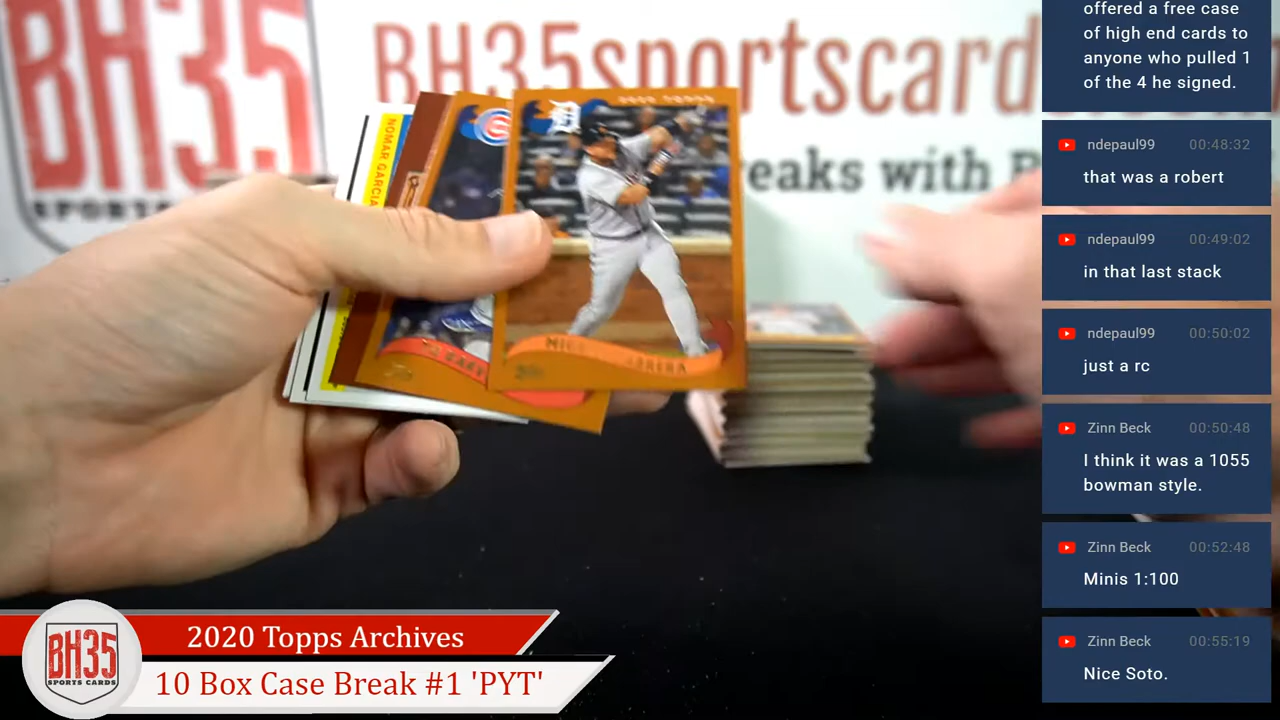 BH35
SPORTS
BH35sportscard
eaks with B
NOMAR GARCIA
offered a free case
of high end cards to
anyone who pulled 1
of the 4 he signed.
ndepaul99 00:48:32
that was a robert
ndepaul99 00:49:02
in that last stack
ndepaul99 00:50:02
just a rc
Zinn Beck 00:50:48
I think it was a 1055
bowman style.
Zinn Beck 00:52:48
Minis 1:100
Zinn Beck 00:55:19
Nice Soto.
2020 Topps Archives
10 Box Case Break #1 'PYT'
BH35
SPORTS CARDS